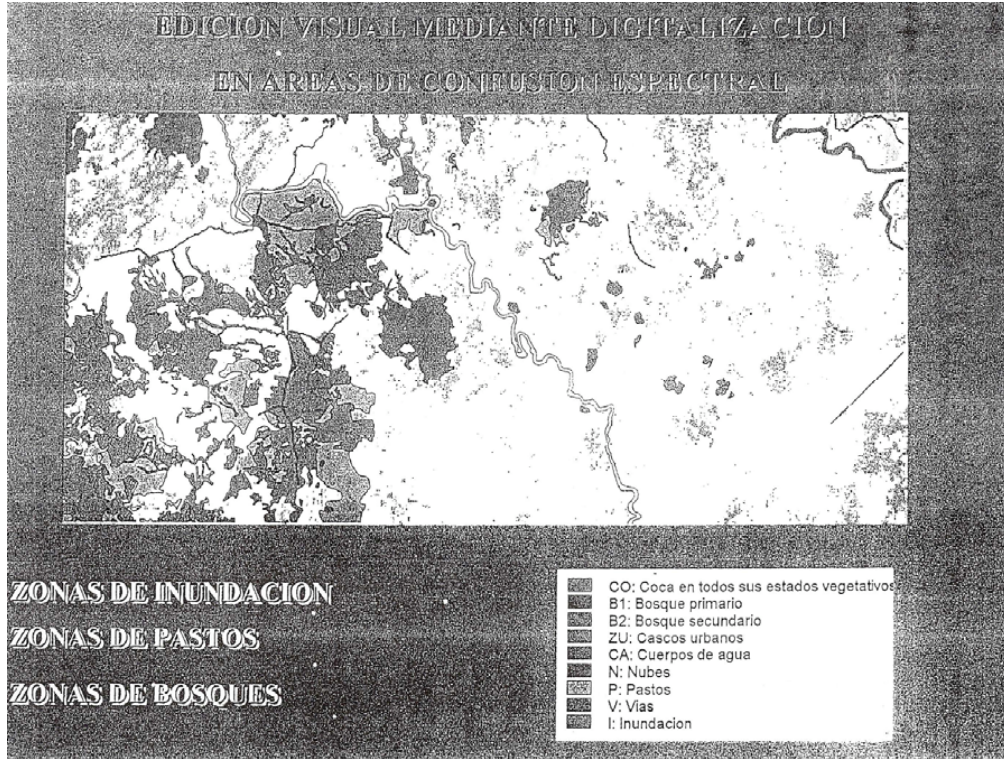 EDICION VISUAL MEDIANTE DIGITALIZACION
EN AREAS DE CONFUSION ESPECTRAL
ZONAS DE INUNDACION
ZONAS DE PASTOS
ZONAS DE BOSQUES
CO: Coca en todos sus estados vegetativos
B1: Bosque primario
B2: Bosque secundario
ZU: Cascos urbanos
CA: Cuerpos de agua
N: Nubes
P: Pastos
V: Vias
I: Inundacion